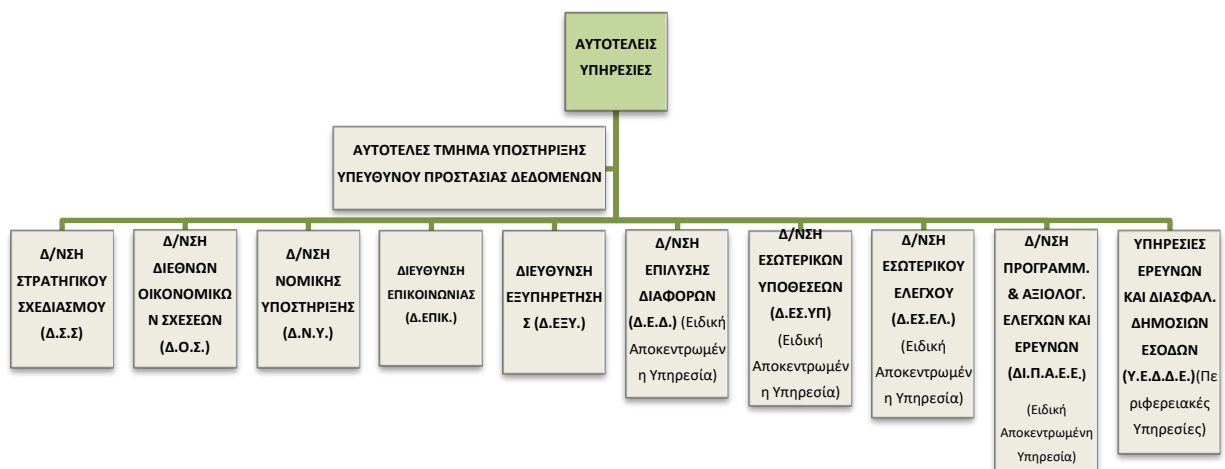 ΑΥΤΟΤΕΛΕΙΣ
ΥΠΗΡΕΣΙΕΣ
ΑΥΤΟΤΕΛΕΣ ΤΜΗΜΑ ΥΠΟΣΤΗΡΙΞΗΣ
ΥΠΕΥΘΥΝΟΥ ΠΡΟΣΤΑΣΙΑΣ ΔΕΔΟΜΕΝΩΝ
Δ/ΝΣΗ
ΣΤΡΑΤΗΓΙΚΟΥ
ΣΧΕΔΙΑΣΜΟΥ
(Δ.Σ.Σ)
Δ/ΝΣΗ
ΔΙΕΘΝΩΝ
ΟΙΚΟΝΟΜΙΚΩ
Ν ΣΧΕΣΕΩΝ
(Δ.Ο.Σ.)
Δ/ΝΣΗ
ΝΟΜΙΚΗΣ
ΥΠΟΣΤΗΡΙΞΗΣ
(Δ.Ν.Υ.)
ΔΙΕΥΘΥΝΣΗ
ΕΠΙΚΟΙΝΩΝΙΑΣ
(Δ.ΕΠΙΚ.)
ΔΙΕΥΘΥΝΣΗ
ΕΞΥΠΗΡΕΤΗΣΗ
Σ (Δ.ΕΞΥ.)
Δ/ΝΣΗ
ΕΠΙΛΥΣΗΣ
ΔΙΑΦΟΡΩΝ
(Δ.Ε.Δ.) (Ειδική
Αποκεντρωμέν
η Υπηρεσία)
Δ/ΝΣΗ
ΕΣΩΤΕΡΙΚΩΝ
ΥΠΟΘΕΣΕΩΝ
(Δ.ΕΣ.ΥΠ)
(Ειδική
Αποκεντρωμέν
η Υπηρεσία)
Δ/ΝΣΗ
ΕΣΩΤΕΡΙΚΟΥ
ΕΛΕΓΧΟΥ
(Δ.ΕΣ.ΕΛ.)
(Ειδική
Αποκεντρωμέν
η Υπηρεσία)
Δ/ΝΣΗ
ΠΡΟΓΡΑΜΜ.
& ΑΞΙΟΛΟΓ.
ΕΛΕΓΧΩΝ ΚΑΙ
ΕΡΕΥΝΩΝ
(ΔΙ.Π.Α.Ε.Ε.)
(Ειδική
Αποκεντρωμένη
Υπηρεσία)
ΥΠΗΡΕΣΙΕΣ
ΕΡΕΥΝΩΝ
ΚΑΙ ΔΙΑΣΦΑΛ.
ΔΗΜΟΣΙΩΝ
ΕΣΟΔΩΝ
(Υ.Ε.Δ.Δ.Ε.)(Πε
ριφερειακές
Υπηρεσίες)